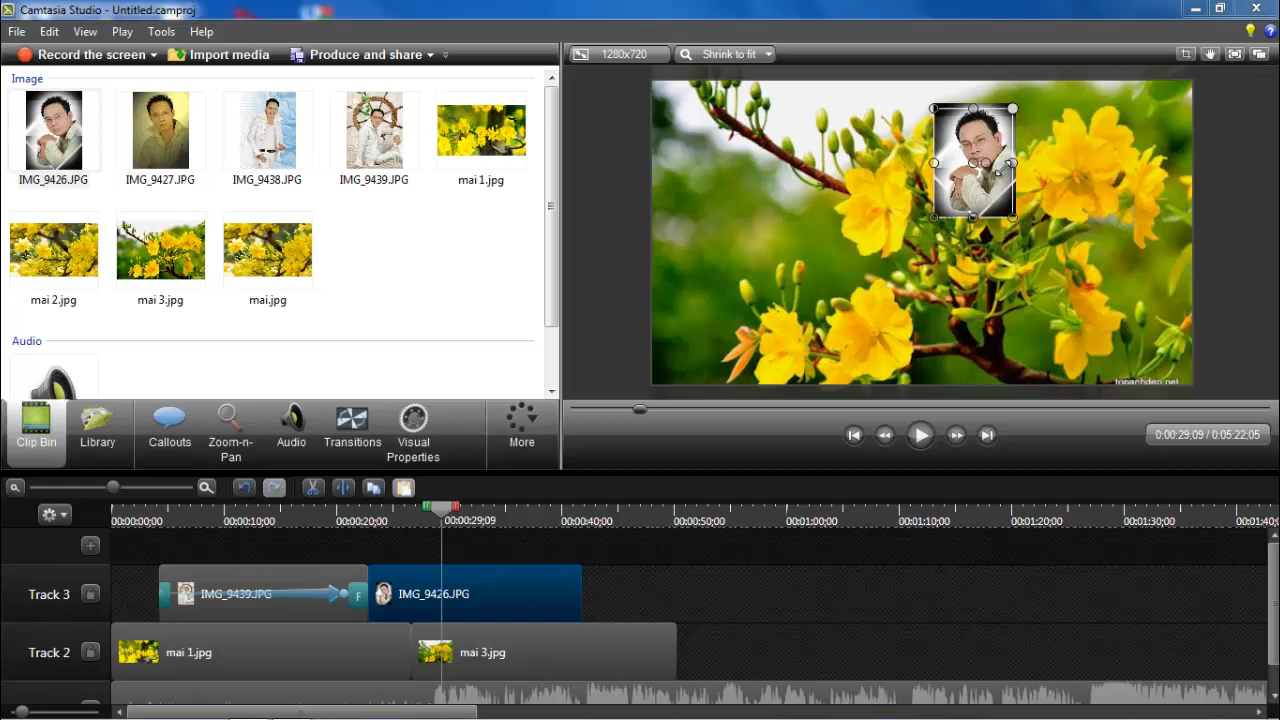 Camtasia Studio - Untitled.camproj
File Edit View Play Tools Help
Record the screen Import media Produce and share
1280x720 Shrink to fit
Image
IMG_9426.JPG IMG_9427.JPG IMG_9438.JPG IMG_9439.JPG mai 1.jpg
mai 2.jpg mai 3.jpg mai.jpg
Audio
topanhdep.net
Clip Bin Library Callouts Zoom-n-Pan Audio Transitions Visual Properties More
0:00:29;09 / 0:05:22;05
00:00:00;00 00:00:10;00 00:00:20;00 00:00:29;09 00:00:40;00 00:00:50;00 00:01:00;00 00:01:10;00 00:01:20;00 00:01:30;00 00:01:40;0
Track 3 IMG_9439.JPG F IMG_9426.JPG
Track 2 mai 1.jpg mai 3.jpg